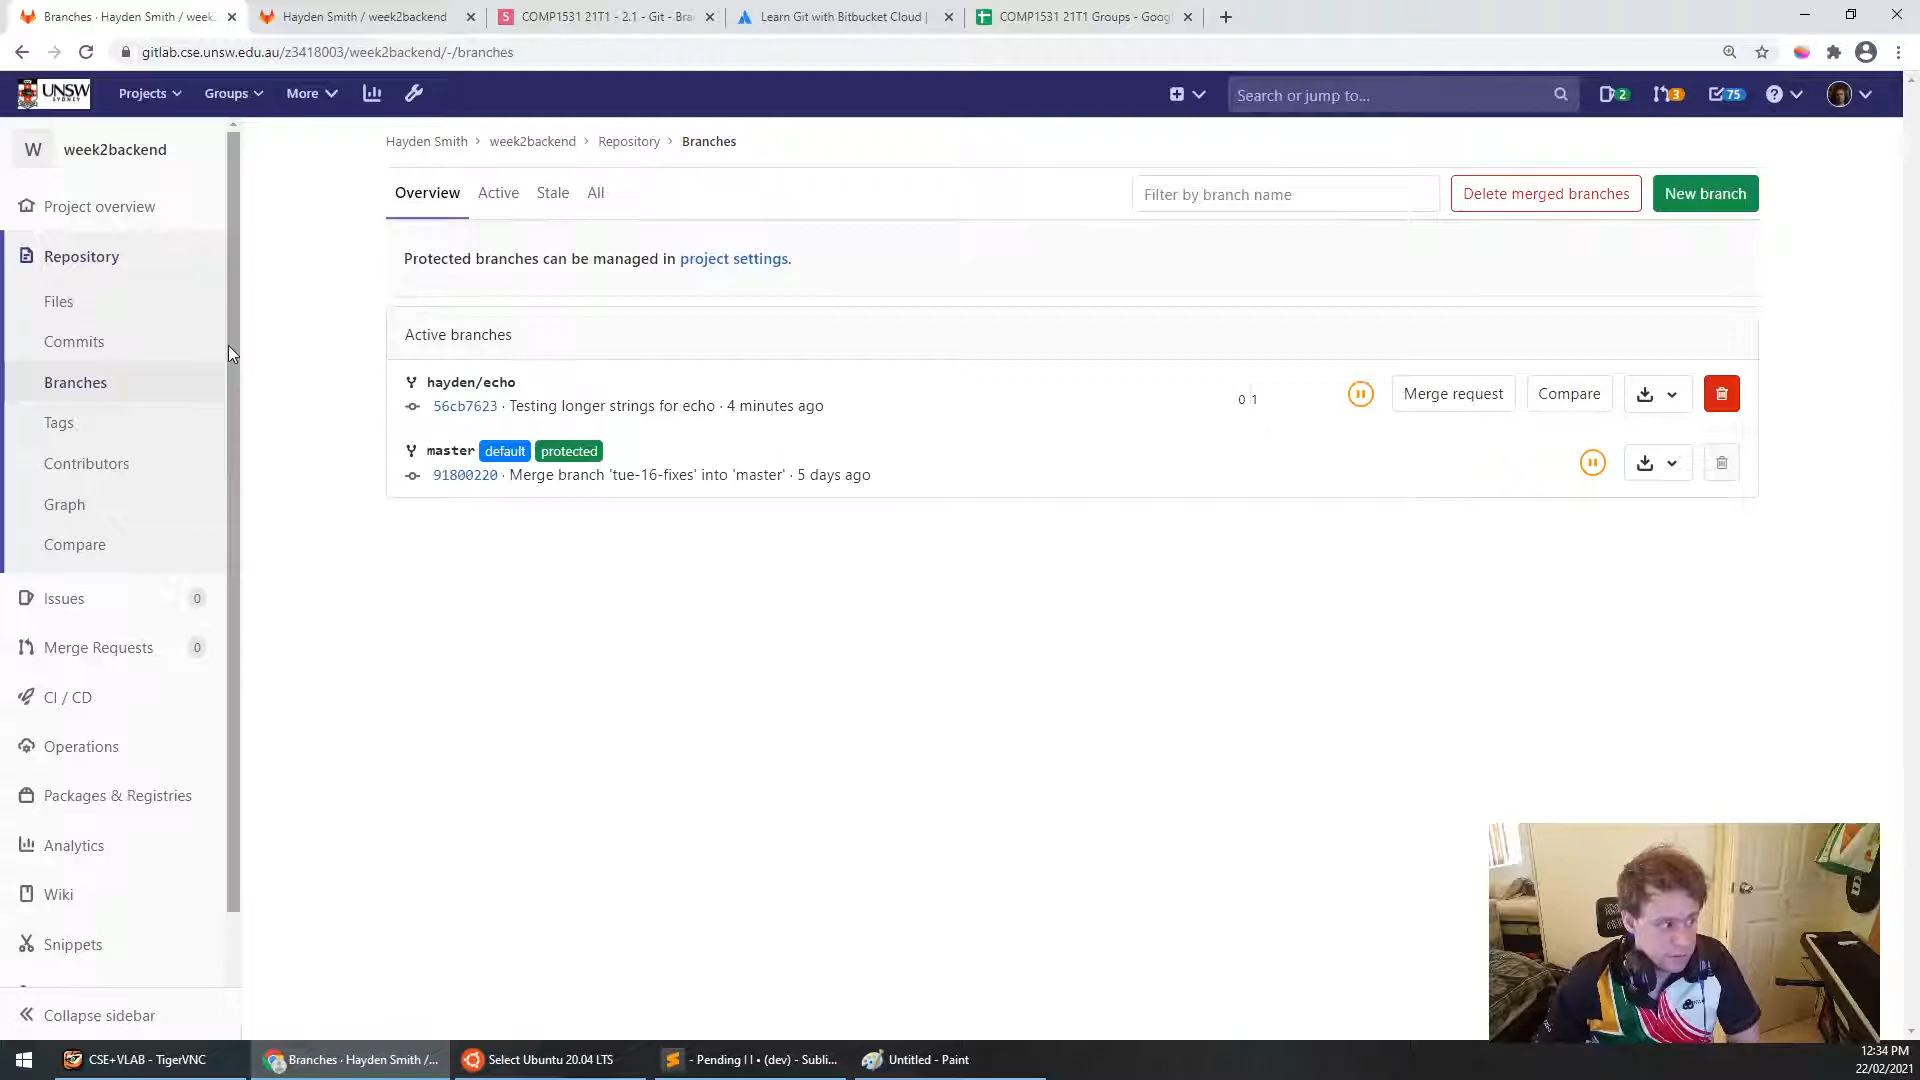 Branches · Hayden Smith / week
Hayden Smith / week2backend
COMP1531 21T1 - 2.1 - Git - Bra
Learn Git with Bitbucket Cloud |
COMP1531 21T1 Groups - Goog
gitlab.cse.unsw.edu.au/z3418003/week2backend/-/branches
UNSW
SYDNEY
Projects
Groups
More
Search or jump to...
2
3
75
W
week2backend
Hayden Smith > week2backend > Repository > Branches
Project overview
Repository
Files
Commits
Branches
Tags
Contributors
Graph
Compare
Issues
0
Merge Requests
0
CI / CD
Operations
Packages & Registries
Analytics
Wiki
Snippets
Collapse sidebar
Overview
Active
Stale
All
Filter by branch name
Delete merged branches
New branch
Protected branches can be managed in project settings.
Active branches
hayden/echo
56cb7623 · Testing longer strings for echo · 4 minutes ago
0 1
Merge request
Compare
master default protected
91800220 · Merge branch 'tue-16-fixes' into 'master' · 5 days ago
CSE+VLAB - TigerVNC
Branches · Hayden Smith /...
Select Ubuntu 20.04 LTS
- Pending ! ! • (dev) - Subli...
Untitled - Paint
12:34 PM
22/02/2021